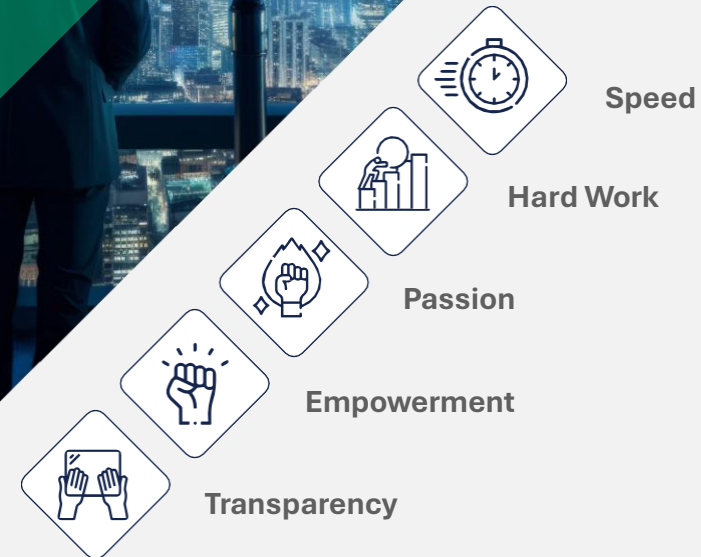 Speed
Hard Work
Passion
Empowerment
Transparency